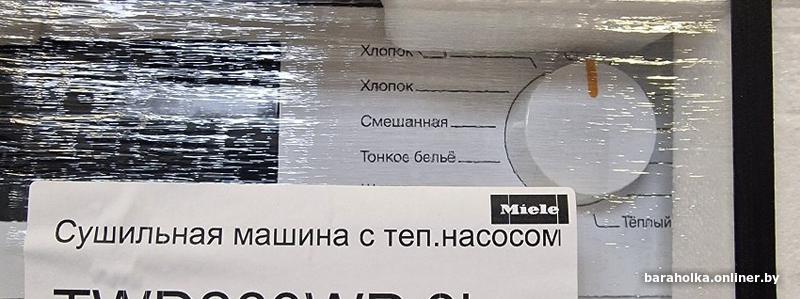 Хлопок
Хлопок
Смешанная
Тонкое бельё
Тёплый
Miele
Сушильная машина с теп.насосом
baraholka.onliner.by